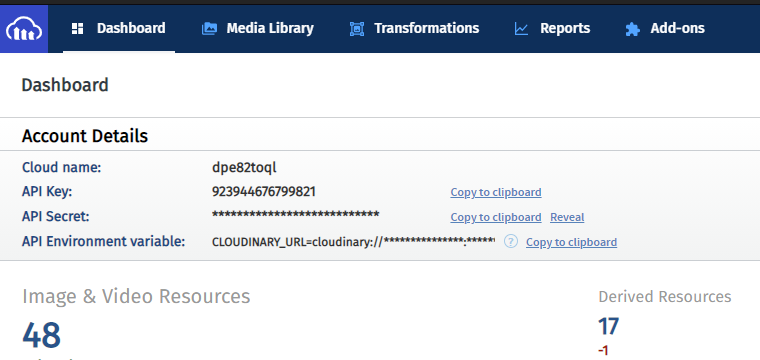 Dashboard Media Library Transformations Reports Add-ons
Dashboard
Account Details
Cloud name: dpe82toql
API Key: 923944676799821 Copy to clipboard
API Secret: *************************** Copy to clipboard Reveal
API Environment variable: CLOUDINARY_URL=cloudinary://***************:****** ? Copy to clipboard
Image & Video Resources Derived Resources
48 17
-1